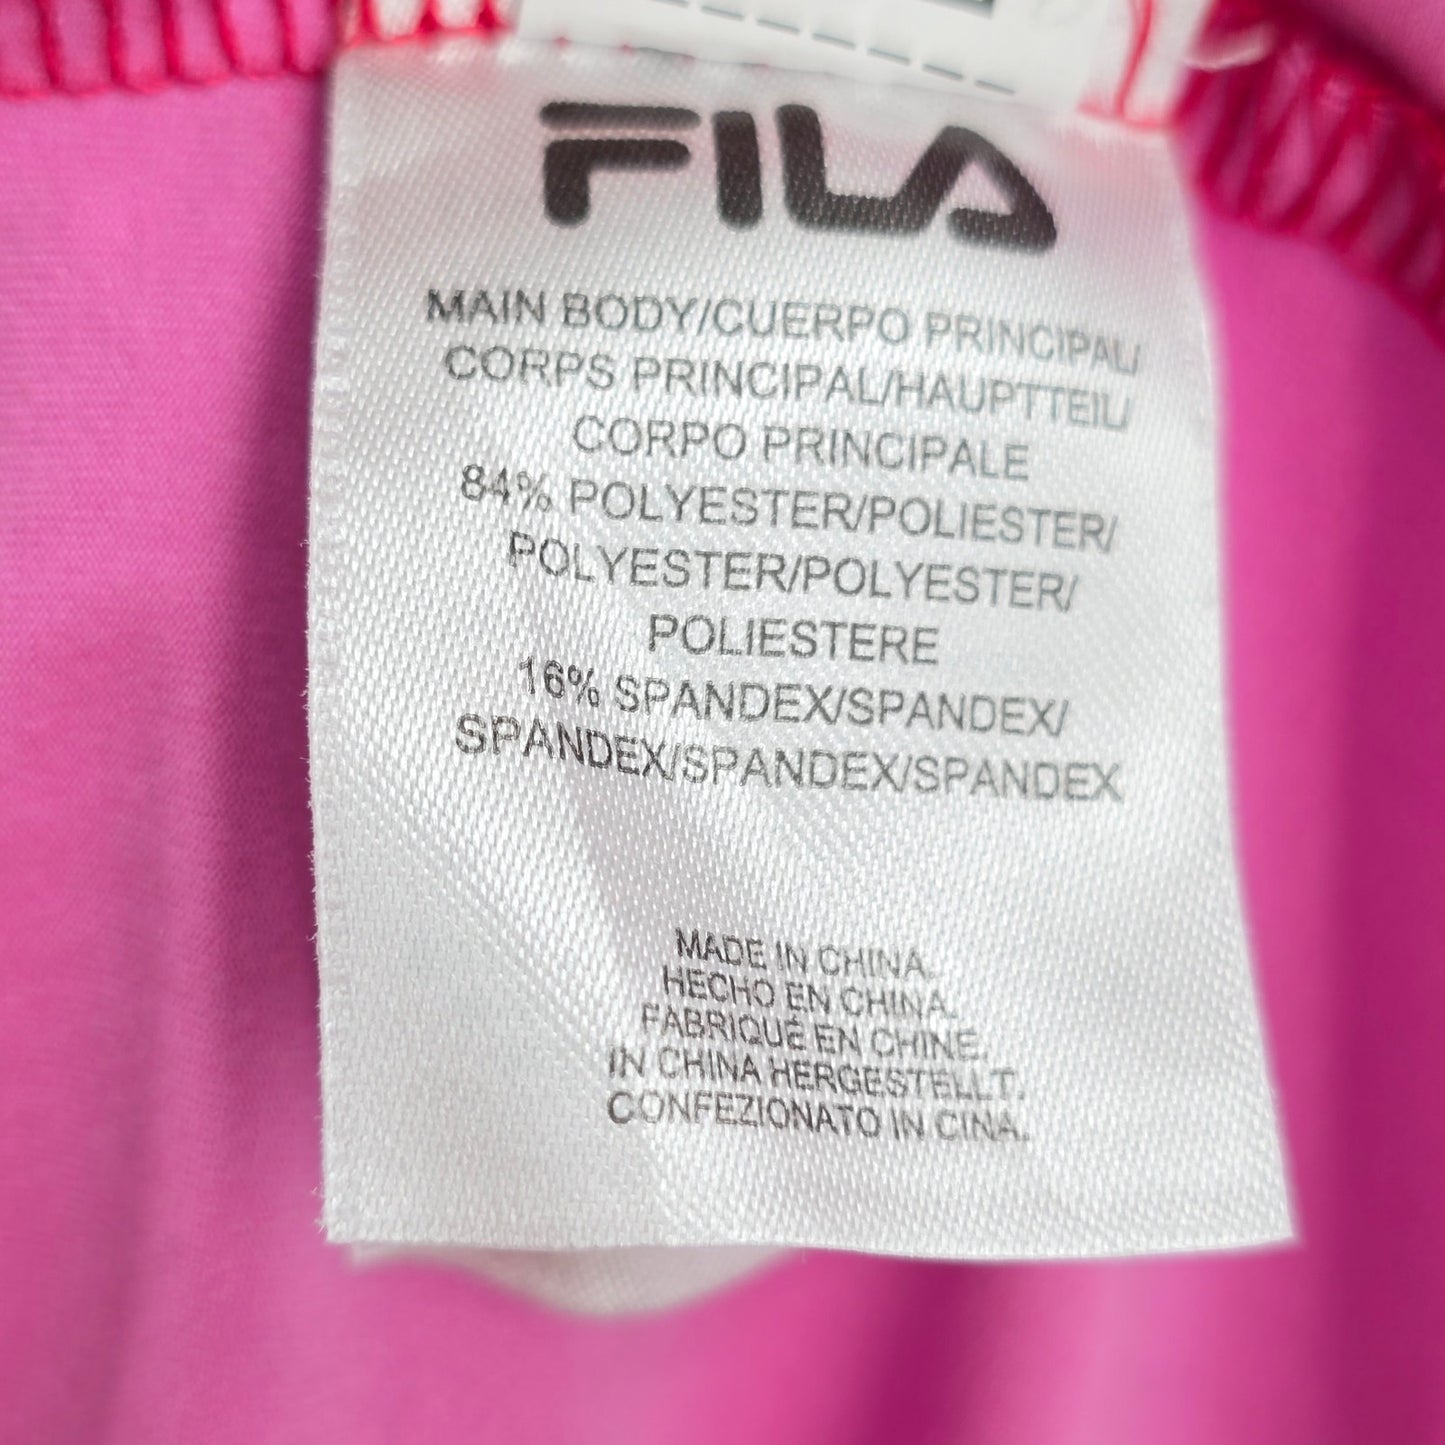 FILA
MAIN BODY/CUERPO PRINCIPAL/
CORPS PRINCIPAL/HAUPTTEIL/
CORPO PRINCIPALE
84% POLYESTER/POLIESTER/
POLYESTER/POLYESTER/
POLIESTERE
16% SPANDEX/SPANDEX/
SPANDEX/SPANDEX/SPANDEX
MADE IN CHINA.
HECHO EN CHINA.
FABRIQUÉ EN CHINE.
IN CHINA HERGESTELLT.
CONFEZIONATO IN CINA.